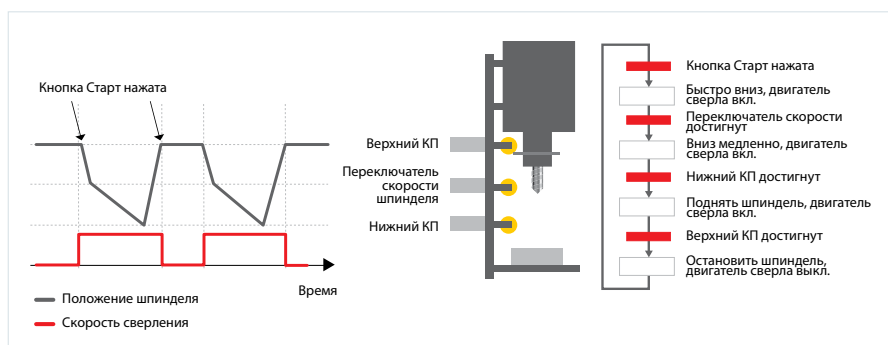 Кнопка Старт нажата
Время
Положение шпинделя
Скорость сверления
Верхний КП
Переключатель
скорости
шпинделя
Нижний КП
Кнопка Старт нажата
Быстро вниз, двигатель
сверла вкл.
Переключатель скорости
достигнут
Вниз медленно, двигатель
сверла вкл.
Нижний КП достигнут
Поднять шпиндель, двигатель
сверла вкл.
Верхний КП достигнут
Остановить шпиндель,
двигатель сверла выкл.